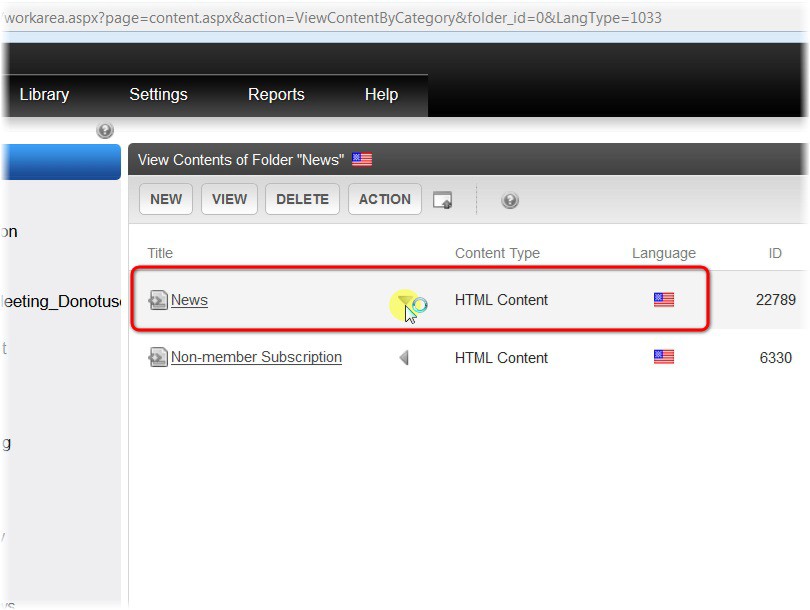 workarea.aspx?page=content.aspx&action=ViewContentByCategory&folder_id=0&LangType=1033
Library Settings Reports Help
View Contents of Folder "News"
NEW VIEW DELETE ACTION
Title Content Type Language ID
on
News HTML Content 22789
eeting_Donotuse
Non-member Subscription HTML Content 6330
g